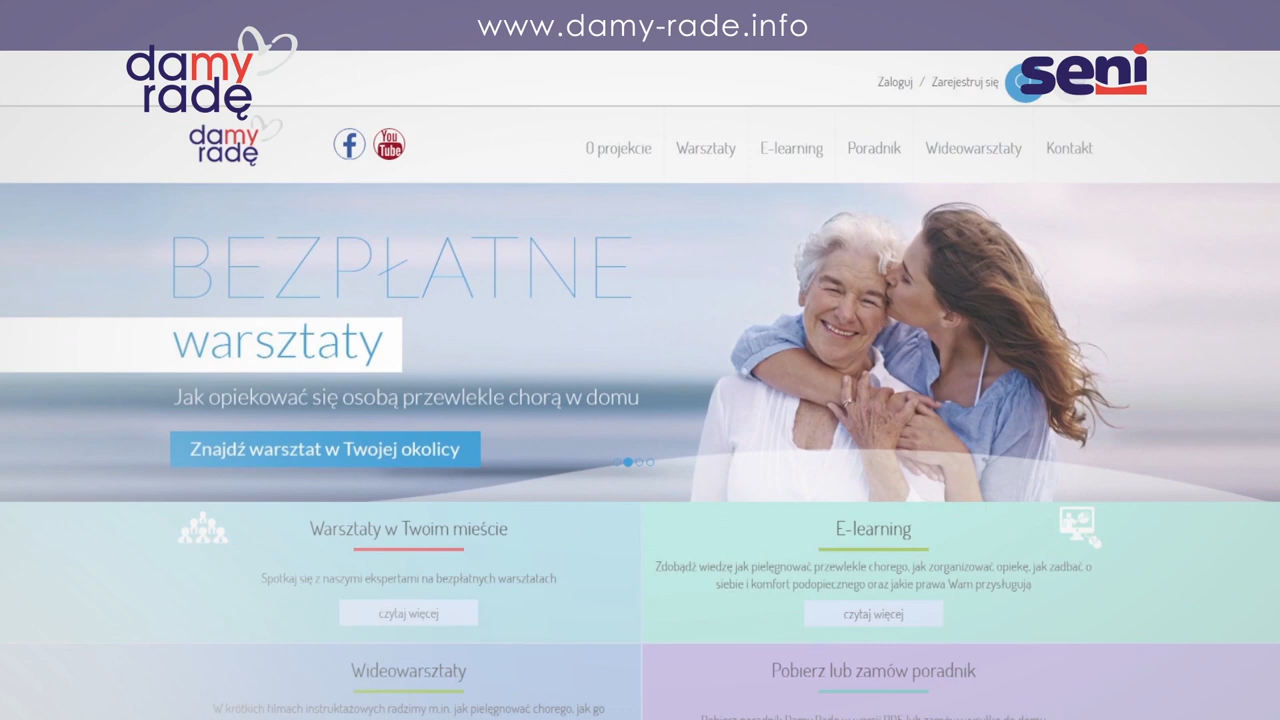 www.damy-rade.info
damy
radę
seni
Zaloguj / Zarejestruj się
damy
radę
f
You
Tube
O projekcie
Warsztaty
E-learning
Poradnik
Wideowarsztaty
Kontakt
BEZPŁATNE
warsztaty
Jak opiekować się osobą przewlekle chorą w domu
Znajdź warsztat w Twojej okolicy
Warsztaty w Twoim mieście
Spotkaj się z naszymi ekspertami na bezpłatnych warsztatach
czytaj więcej
E-learning
Zdobądź wiedzę jak pielęgnować przewlekle chorego, jak zorganizować opiekę, jak zadbać o
siebie i komfort podopiecznego oraz jakie prawa Wam przysługują
czytaj więcej
Wideowarsztaty
W krótkich filmach instruktażowych radzimy m.in. jak pielęgnować chorego, jak go
Pobierz lub zamów poradnik